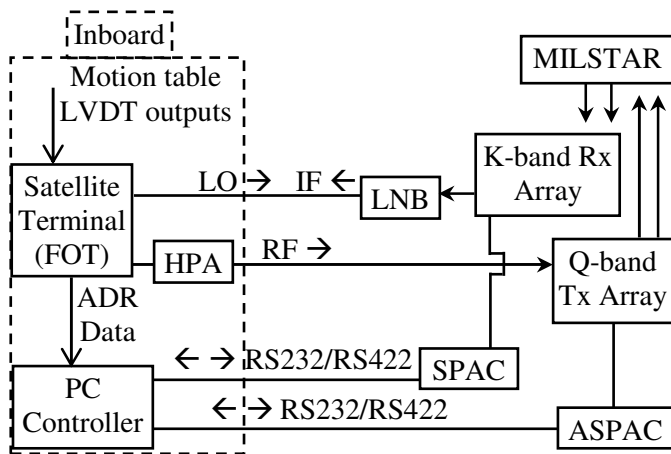 Inboard
Motion table
LVDT outputs
MILSTAR
K-band Rx
Array
Satellite
Terminal
(FOT)
LO → IF ←
LNB
HPA
RF →
Q-band
Tx Array
ADR
Data
← → RS232/RS422
SPAC
PC
Controller
← → RS232/RS422
ASPAC